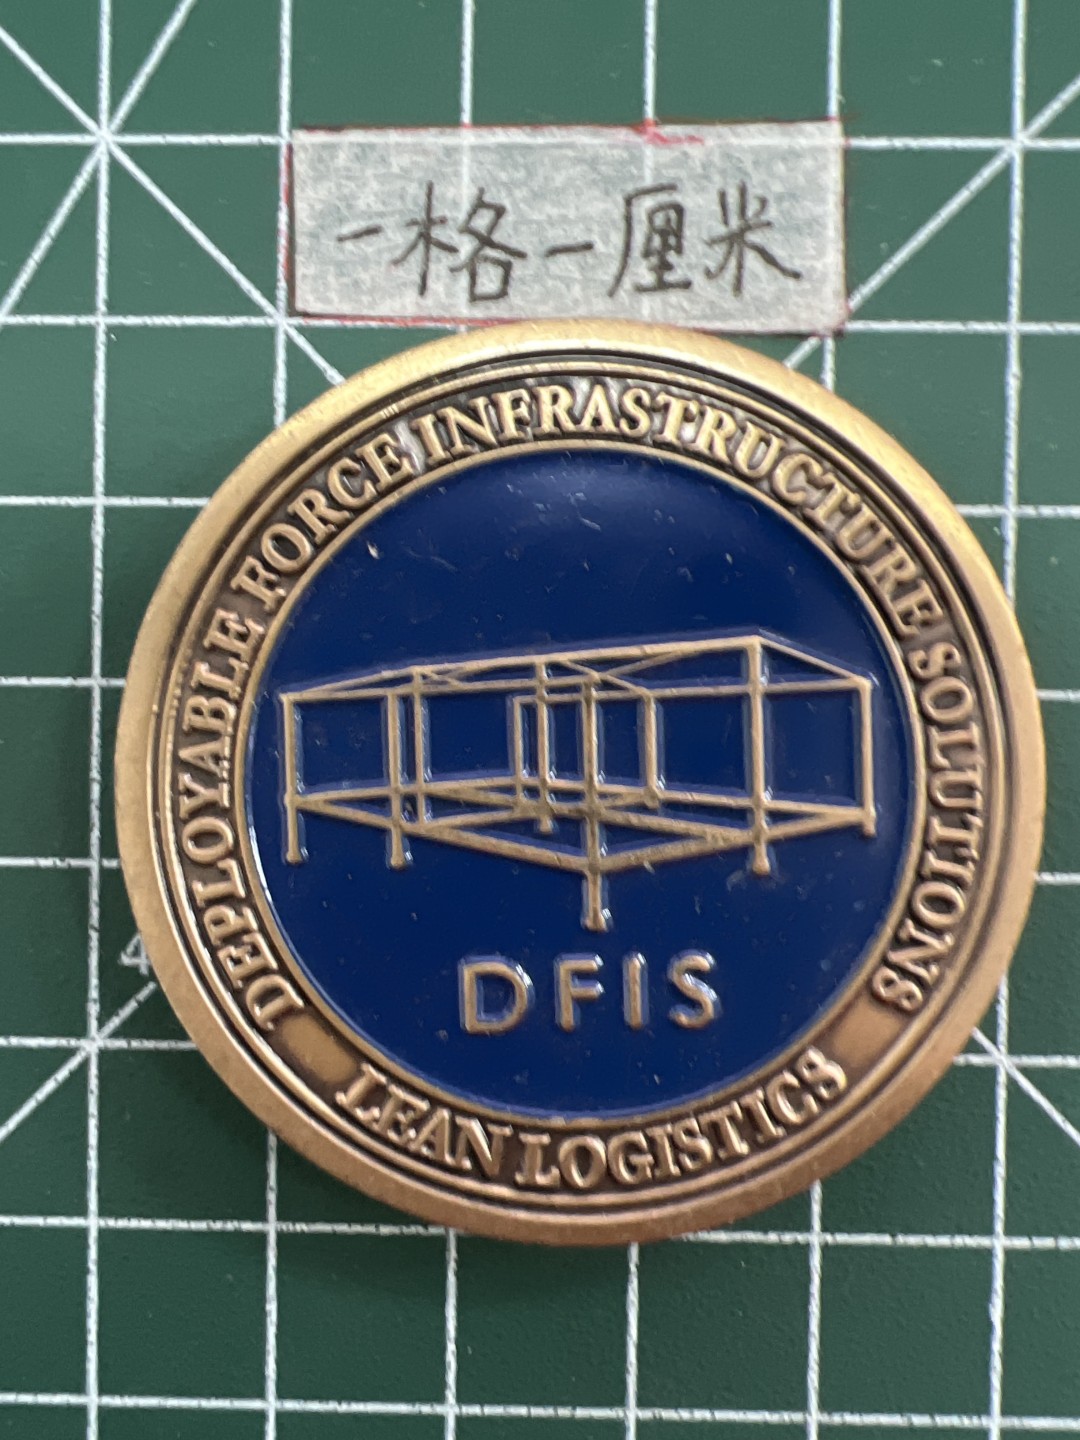 一格一厘米
DEPLOYABLE FORCE INFRASTRUCTURE SOLUTIONS
DFIS
LEAN LOGISTICS